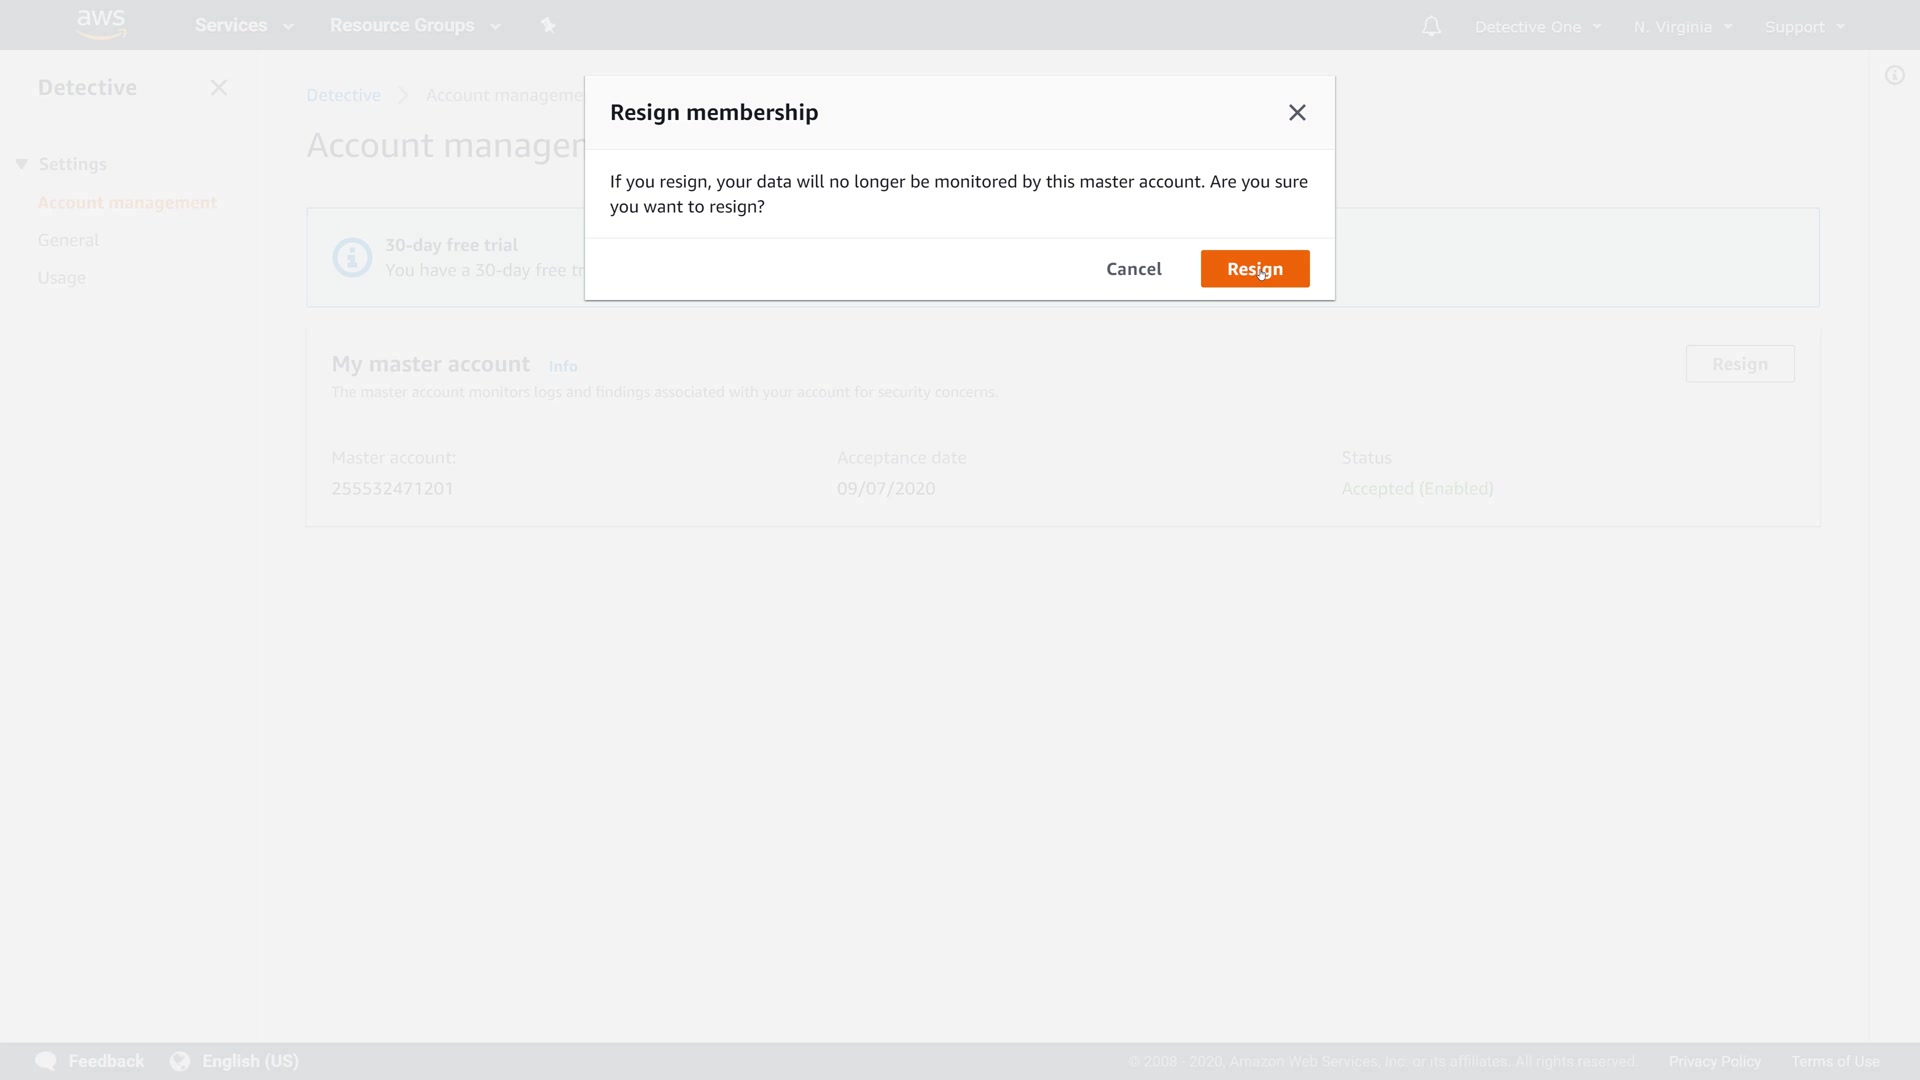 aws Services Resource Groups Detective One N. Virginia Support
Detective
Settings
Account management
General
Usage
Detective Account manageme
Account manager
30-day free trial
You have a 30-day free tr
Resign membership
If you resign, your data will no longer be monitored by this master account. Are you sure
you want to resign?
Cancel Resign
My master account Info Resign
The master account monitors logs and findings associated with your account for security concerns.
Master account: Acceptance date Status
255532471201 09/07/2020 Accepted (Enabled)
Feedback English (US) © 2008 - 2020, Amazon Web Services, Inc. or its affiliates. All rights reserved. Privacy Policy Terms of Use